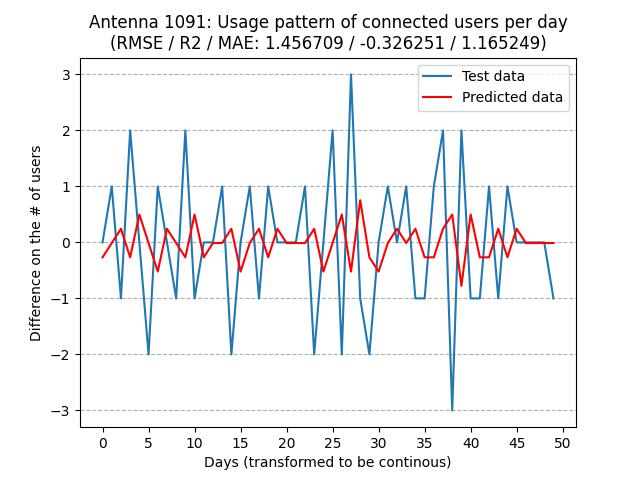 Antenna 1091: Usage pattern of connected users per day
(RMSE / R2 / MAE: 1.456709 / -0.326251 / 1.165249)
Test data
Predicted data
Difference on the # of users
3
2
1
0
−1
−2
−3
0 5 10 15 20 25 30 35 40 45 50
Days (transformed to be continous)